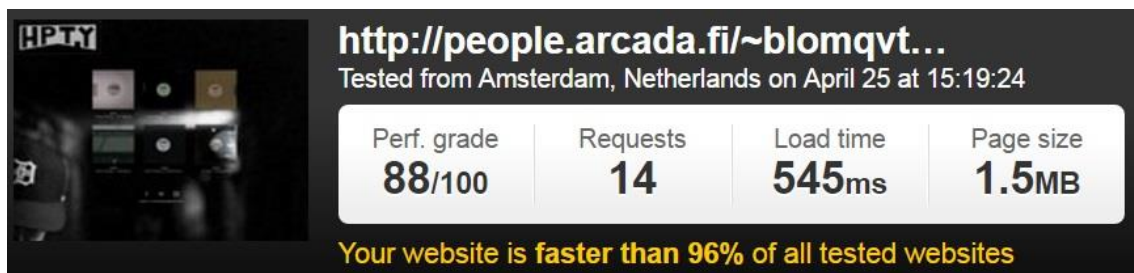 HPTY
http://people.arcada.fi/~blomqvt...
Tested from Amsterdam, Netherlands on April 25 at 15:19:24
Perf. grade Requests Load time Page size
88/100 14 545ms 1.5MB
Your website is faster than 96% of all tested websites